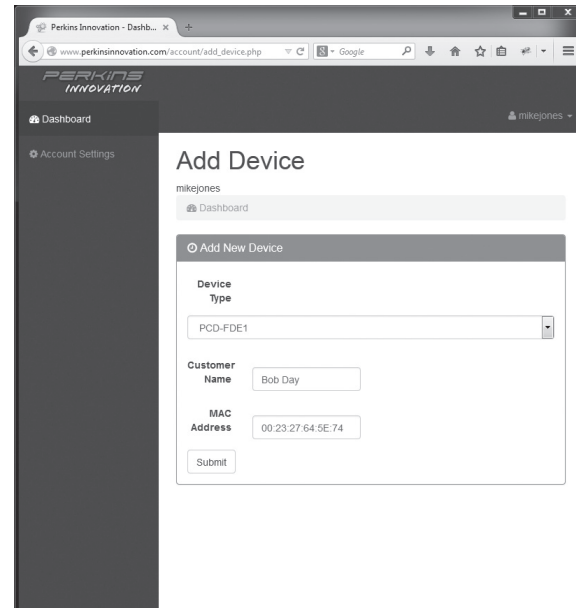 Perkins Innovation - Dashb...
www.perkinsinnovation.com/account/add_device.php
Google
PERKINS
INNOVATION
Dashboard
mikejones
Account Settings
Add Device
mikejones
Dashboard
Add New Device
Device
Type
PCD-FDE1
Customer
Name
Bob Day
MAC
Address
00:23:27:64:5E:74
Submit